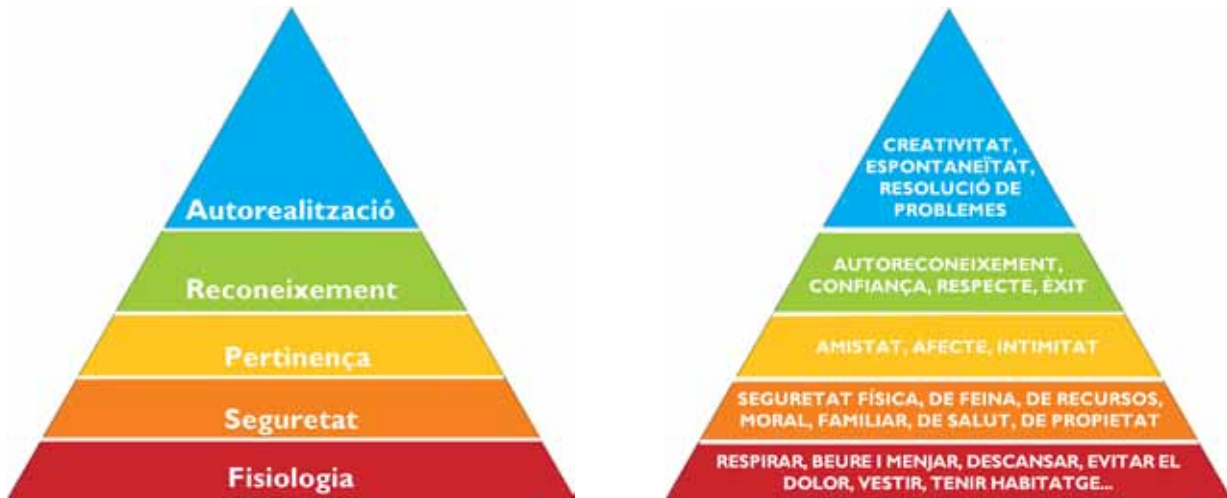 Autorealització
Reconeixement
Pertinença
Seguretat
Fisiologia
CREATIVITAT,
ESPONTANEÏTAT,
RESOLUCIÓ DE
PROBLEMES
AUTORECONEIXEMENT,
CONFIANÇA, RESPECTE, ÈXIT
AMISTAT, AFECTE, INTIMITAT
SEGURETAT FÍSICA, DE FEINA, DE RECURSOS,
MORAL, FAMILIAR, DE SALUT, DE PROPIETAT
RESPIRAR, BEURE I MENJAR, DESCANSAR, EVITAR EL
DOLOR, VESTIR, TENIR HABITATGE...